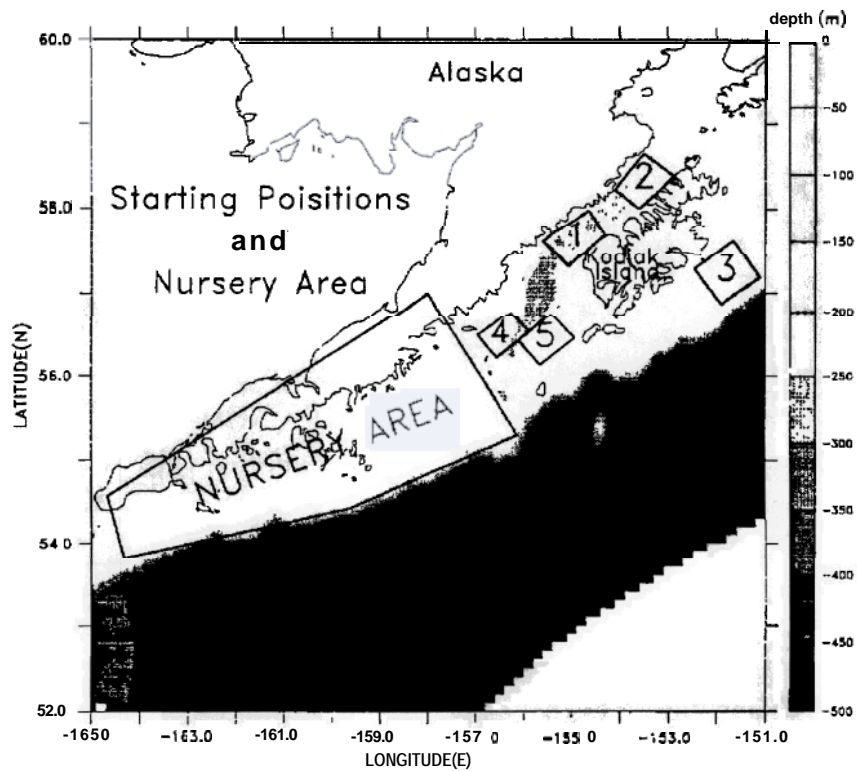 depth (m)
60.0
58.0
56.0
54.0
52.0
LATITUDE(N)
Alaska
Starting Poisitions
and
Nursery Area
2
1
Kodiak
Island
3
4
5
NURSERY AREA
0
-50
-100
-150
-200
-250
-300
-350
-400
-450
-500
-1650
-163.0
-161.0
-159.0
-157 0
-155 0
-153.0
-151.0
LONGITUDE(E)